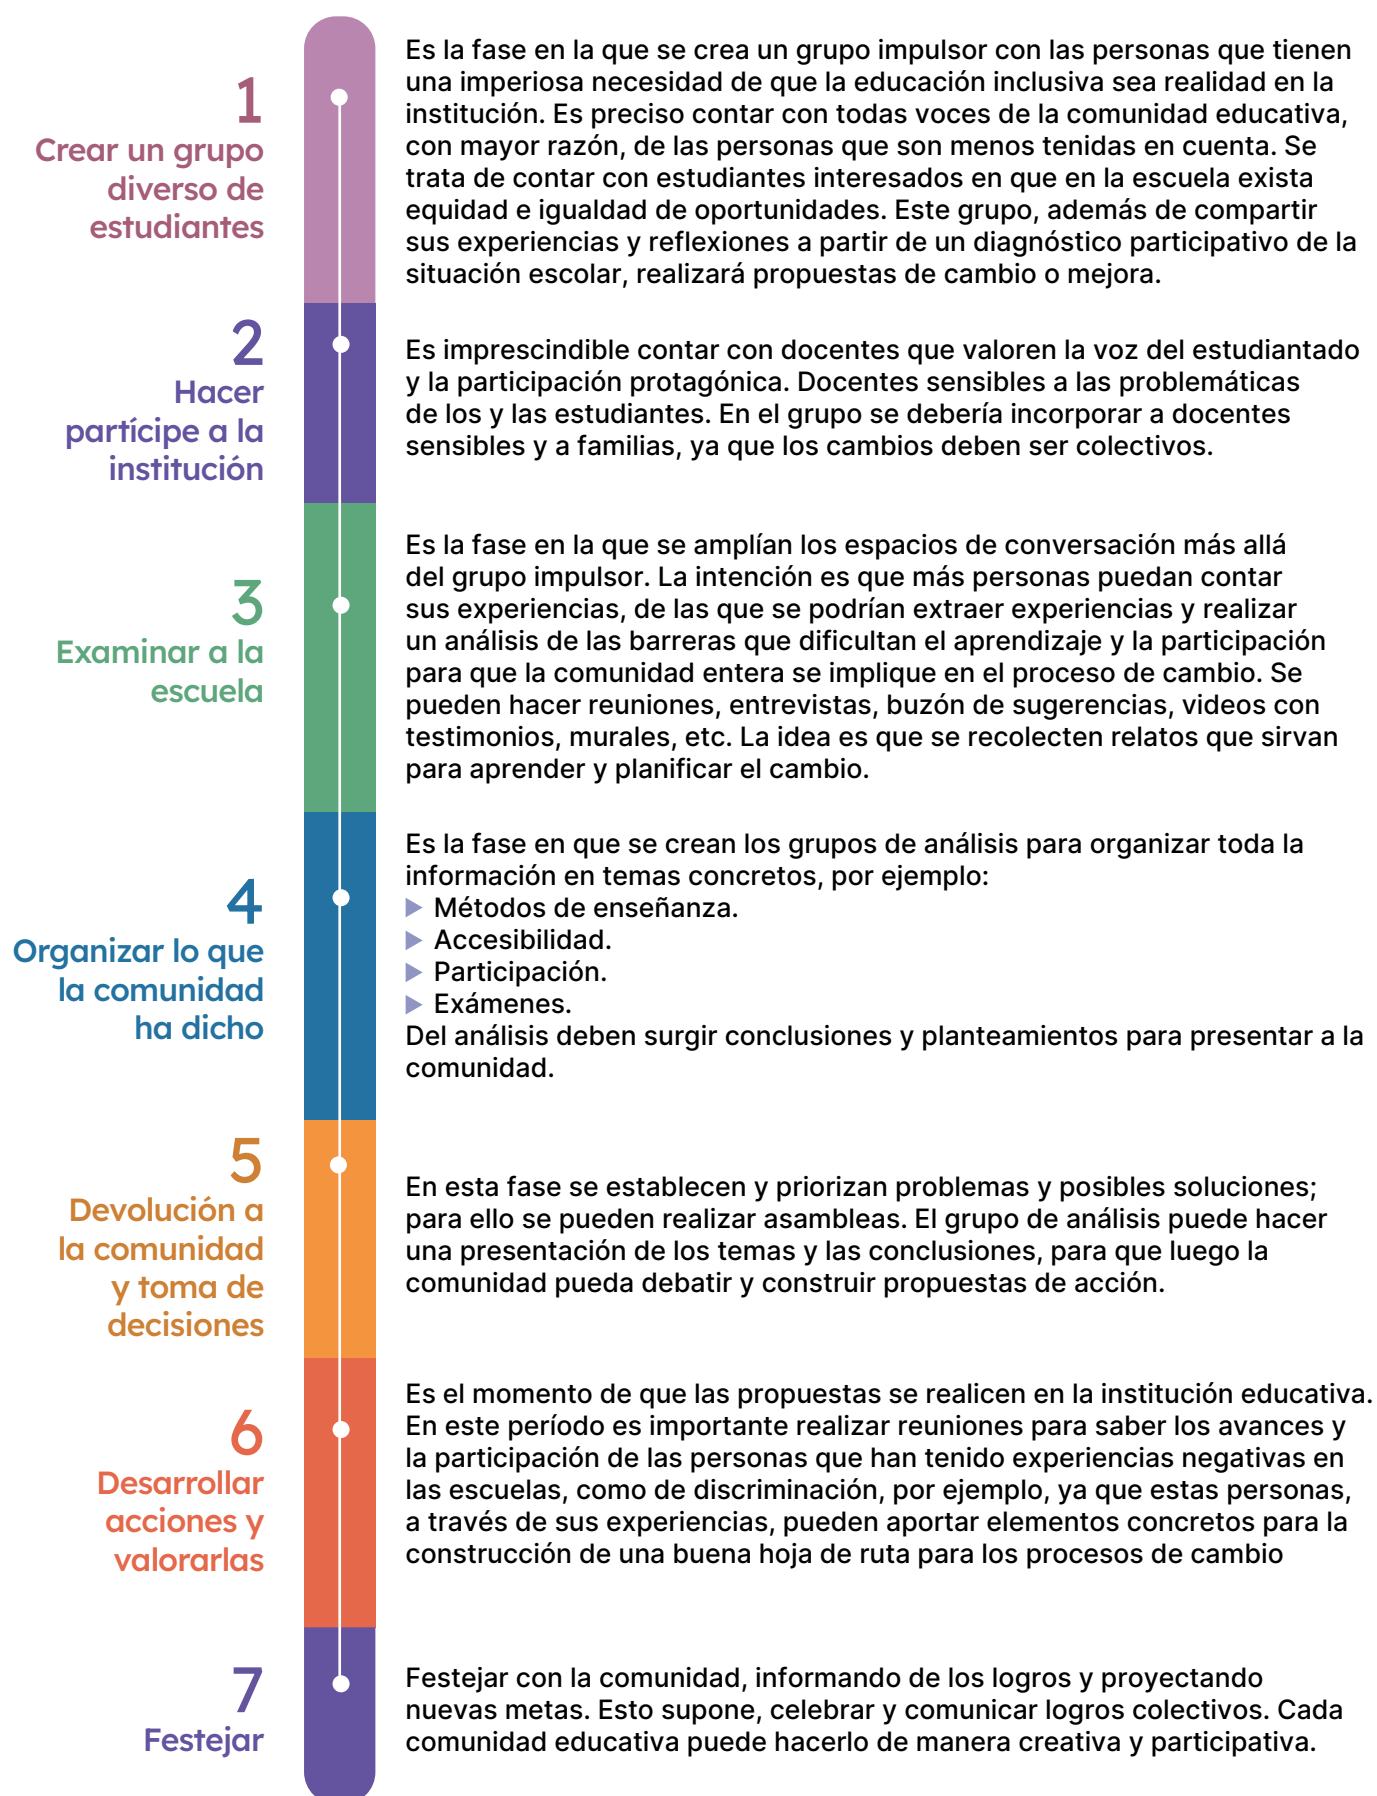 1
Crear un grupo
diverso de
estudiantes
Es la fase en la que se crea un grupo impulsor con las personas que tienen
una imperiosa necesidad de que la educación inclusiva sea realidad en la
institución. Es preciso contar con todas voces de la comunidad educativa,
con mayor razón, de las personas que son menos tenidas en cuenta. Se
trata de contar con estudiantes interesados en que en la escuela exista
equidad e igualdad de oportunidades. Este grupo, además de compartir
sus experiencias y reflexiones a partir de un diagnóstico participativo de la
situación escolar, realizará propuestas de cambio o mejora.
2
Hacer
partícipe a la
institución
Es imprescindible contar con docentes que valoren la voz del estudiantado
y la participación protagónica. Docentes sensibles a las problemáticas
de los y las estudiantes. En el grupo se debería incorporar a docentes
sensibles y a familias, ya que los cambios deben ser colectivos.
3
Examinar a la
escuela
Es la fase en la que se amplían los espacios de conversación más allá
del grupo impulsor. La intención es que más personas puedan contar
sus experiencias, de las que se podrían extraer experiencias y realizar
un análisis de las barreras que dificultan el aprendizaje y la participación
para que la comunidad entera se implique en el proceso de cambio. Se
pueden hacer reuniones, entrevistas, buzón de sugerencias, videos con
testimonios, murales, etc. La idea es que se recolecten relatos que sirvan
para aprender y planificar el cambio.
4
Organizar lo que
la comunidad
ha dicho
Es la fase en que se crean los grupos de análisis para organizar toda la
información en temas concretos, por ejemplo:
▶ Métodos de enseñanza.
▶ Accesibilidad.
▶ Participación.
▶ Exámenes.
Del análisis deben surgir conclusiones y planteamientos para presentar a la
comunidad.
5
Devolución a
la comunidad
y toma de
decisiones
En esta fase se establecen y priorizan problemas y posibles soluciones;
para ello se pueden realizar asambleas. El grupo de análisis puede hacer
una presentación de los temas y las conclusiones, para que luego la
comunidad pueda debatir y construir propuestas de acción.
6
Desarrollar
acciones y
valorarlas
Es el momento de que las propuestas se realicen en la institución educativa.
En este período es importante realizar reuniones para saber los avances y
la participación de las personas que han tenido experiencias negativas en
las escuelas, como de discriminación, por ejemplo, ya que estas personas,
a través de sus experiencias, pueden aportar elementos concretos para la
construcción de una buena hoja de ruta para los procesos de cambio
7
Festejar
Festejar con la comunidad, informando de los logros y proyectando
nuevas metas. Esto supone, celebrar y comunicar logros colectivos. Cada
comunidad educativa puede hacerlo de manera creativa y participativa.